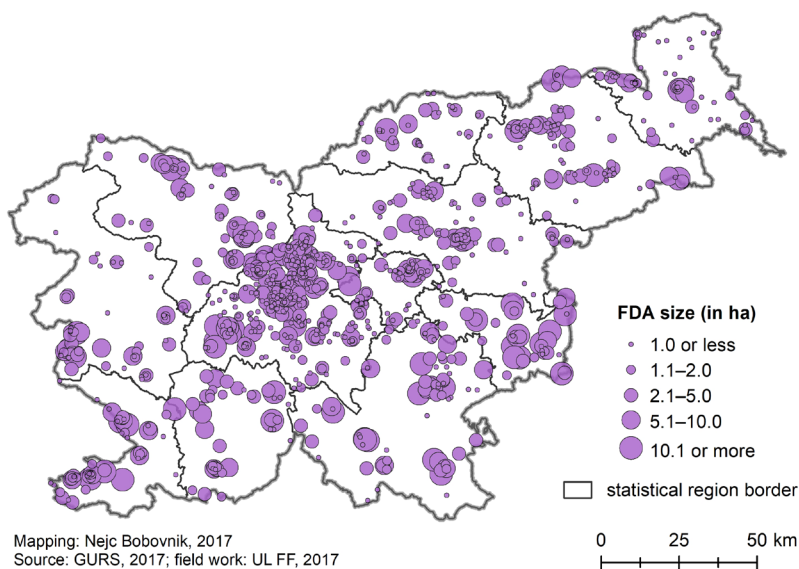 FDA size (in ha)
1.0 or less
1.1–2.0
2.1–5.0
5.1–10.0
10.1 or more
statistical region border
Mapping: Nejc Bobovnik, 2017
Source: GURS, 2017; field work: UL FF, 2017
0 25 50 km